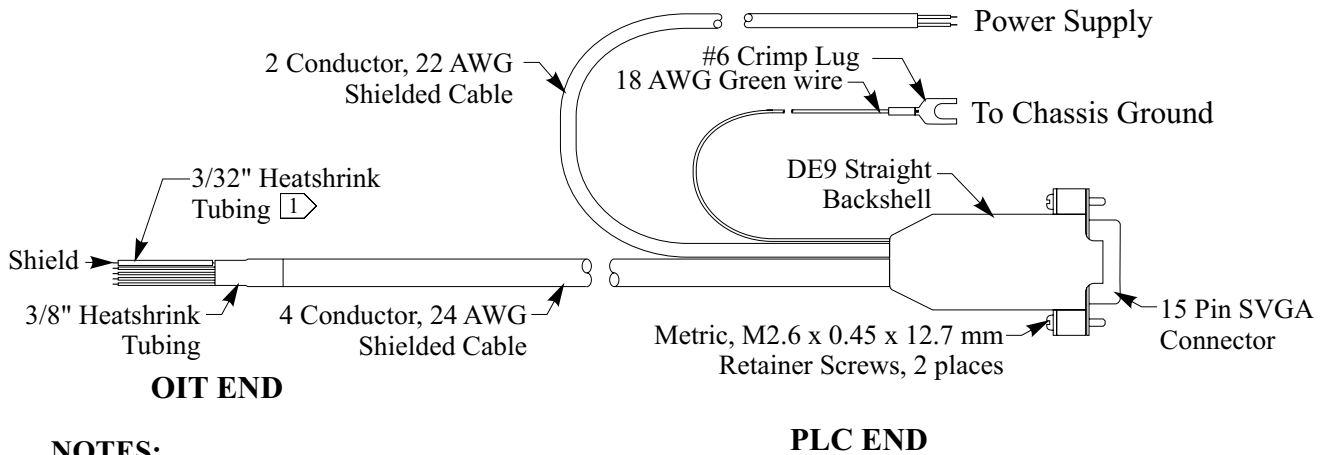 Power Supply
2 Conductor, 22 AWG
Shielded Cable
#6 Crimp Lug
18 AWG Green wire
To Chassis Ground
3/32" Heatshrink
Tubing 1
DE9 Straight
Backshell
Shield
3/8" Heatshrink
Tubing
4 Conductor, 24 AWG
Shielded Cable
Metric, M2.6 x 0.45 x 12.7 mm
Retainer Screws, 2 places
15 Pin SVGA
Connector
OIT END
PLC END
NOTES: